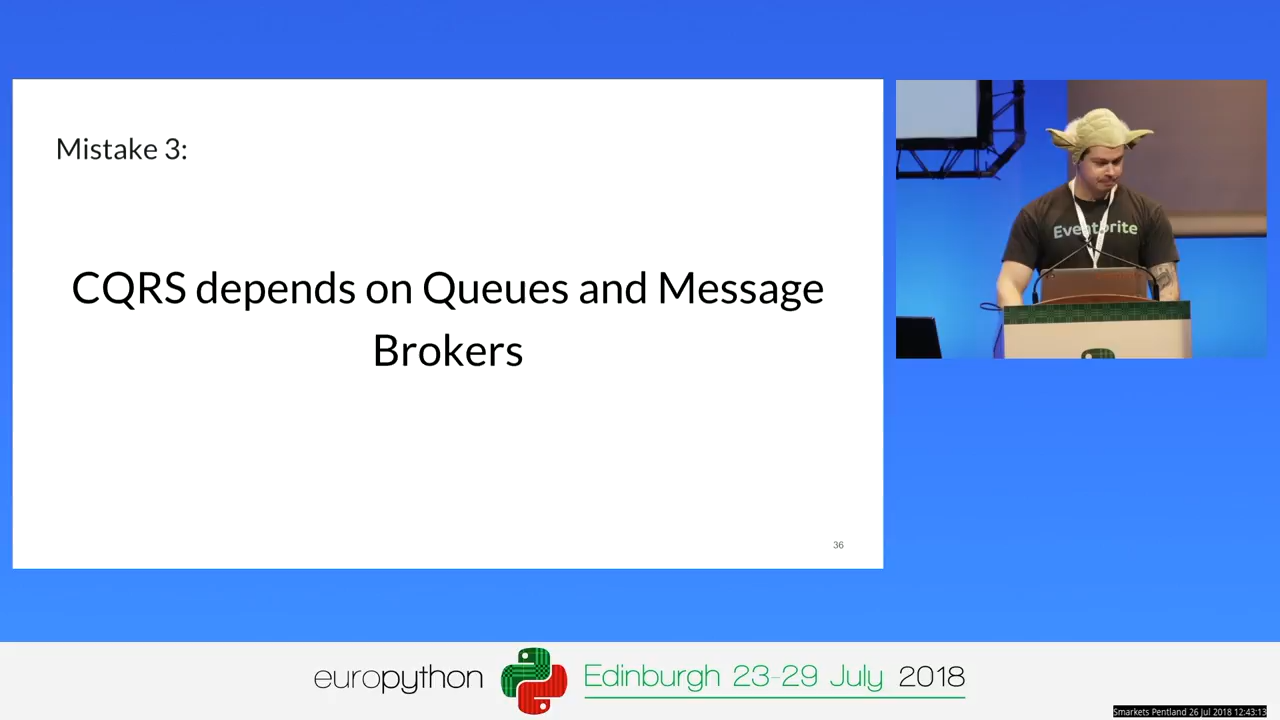 Mistake 3:
CQRS depends on Queues and Message
Brokers
36
Eventbrite
europython
Edinburgh 23-29 July 2018
Smarkets Pentland 26 Jul 2018 12:43:13